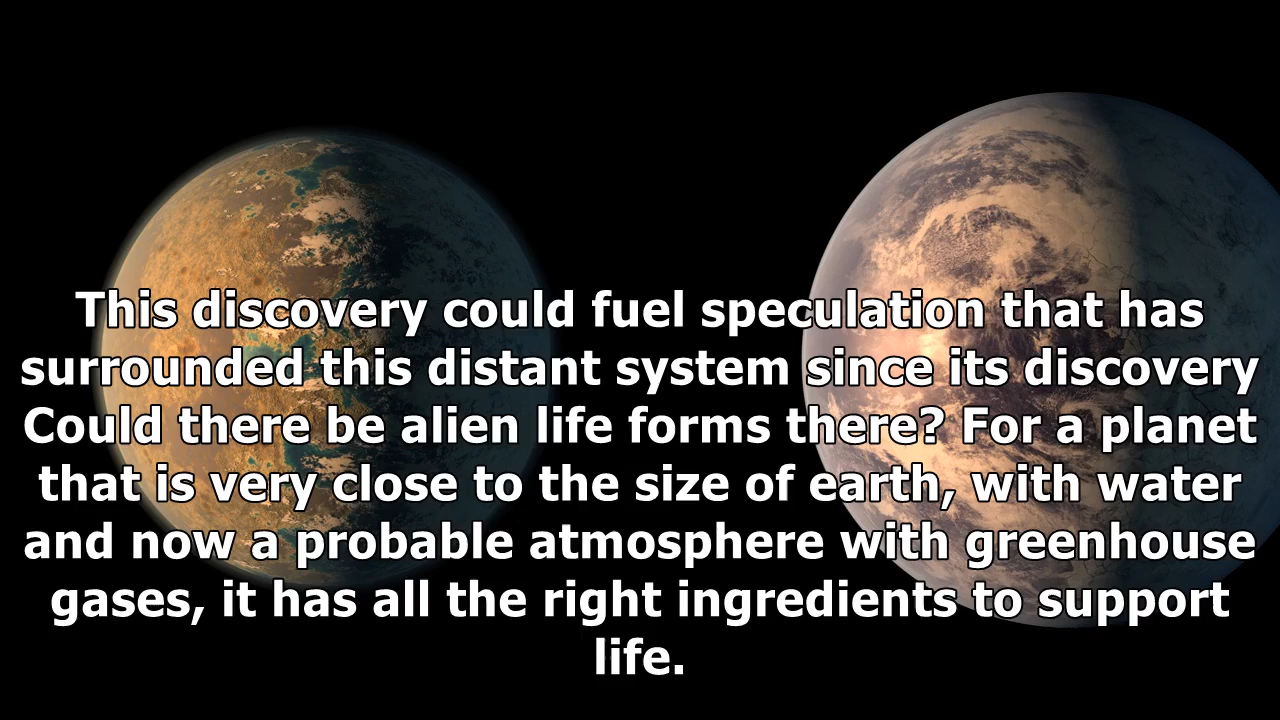 This discovery could fuel speculation that has
surrounded this distant system since its discovery
Could there be alien life forms there? For a planet
that is very close to the size of earth, with water
and now a probable atmosphere with greenhouse
gases, it has all the right ingredients to support
life.